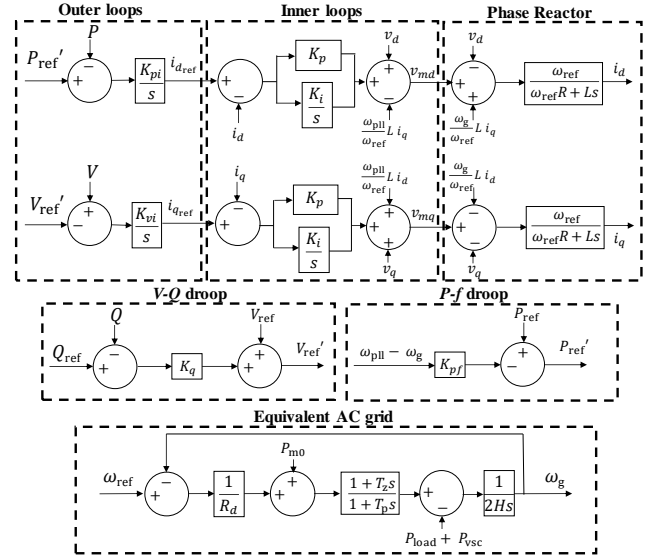 Outer loops
Inner loops
Phase Reactor
P
P_ref′
−
+
K_pi
s
i_d_ref
+
−
i_d
K_p
K_i
s
v_d
+
+
−
ω_pll
ω_ref
L i_q
v_md
v_d
−
+
−
ω_g
ω_ref
L i_q
ω_ref
ω_ref R + Ls
i_d
V
V_ref′
+
−
K_vi
s
i_q_ref
i_q
−
+
K_p
K_i
s
ω_pll
ω_ref
L i_d
+
+
+
v_q
v_mq
ω_g
ω_ref
L i_d
−
+
−
v_q
ω_ref
ω_ref R + Ls
i_q
V-Q droop
Q
Q_ref
−
+
K_q
V_ref
+
+
V_ref′
P-f droop
ω_pll − ω_g
K_pf
P_ref
+
−
P_ref′
Equivalent AC grid
ω_ref
−
+
1
R_d
P_m0
+
+
1 + T_z s
1 + T_p s
+
−
P_load + P_vsc
1
2Hs
ω_g